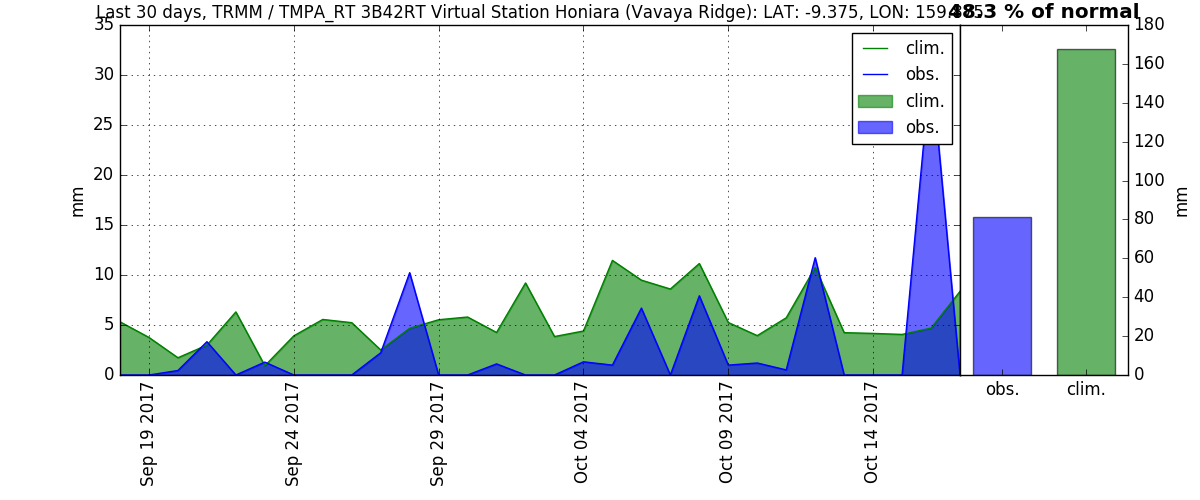 Last 30 days, TRMM / TMPA_RT 3B42RT Virtual Station Honiara (Vavaya Ridge): LAT: -9.375, LON: 159.875
48.3 % of normal
35
30
25
20
15
10
5
0
mm
clim.
obs.
clim.
obs.
Sep 19 2017
Sep 24 2017
Sep 29 2017
Oct 04 2017
Oct 09 2017
Oct 14 2017
180
160
140
120
100
80
60
40
20
0
mm
obs.
clim.